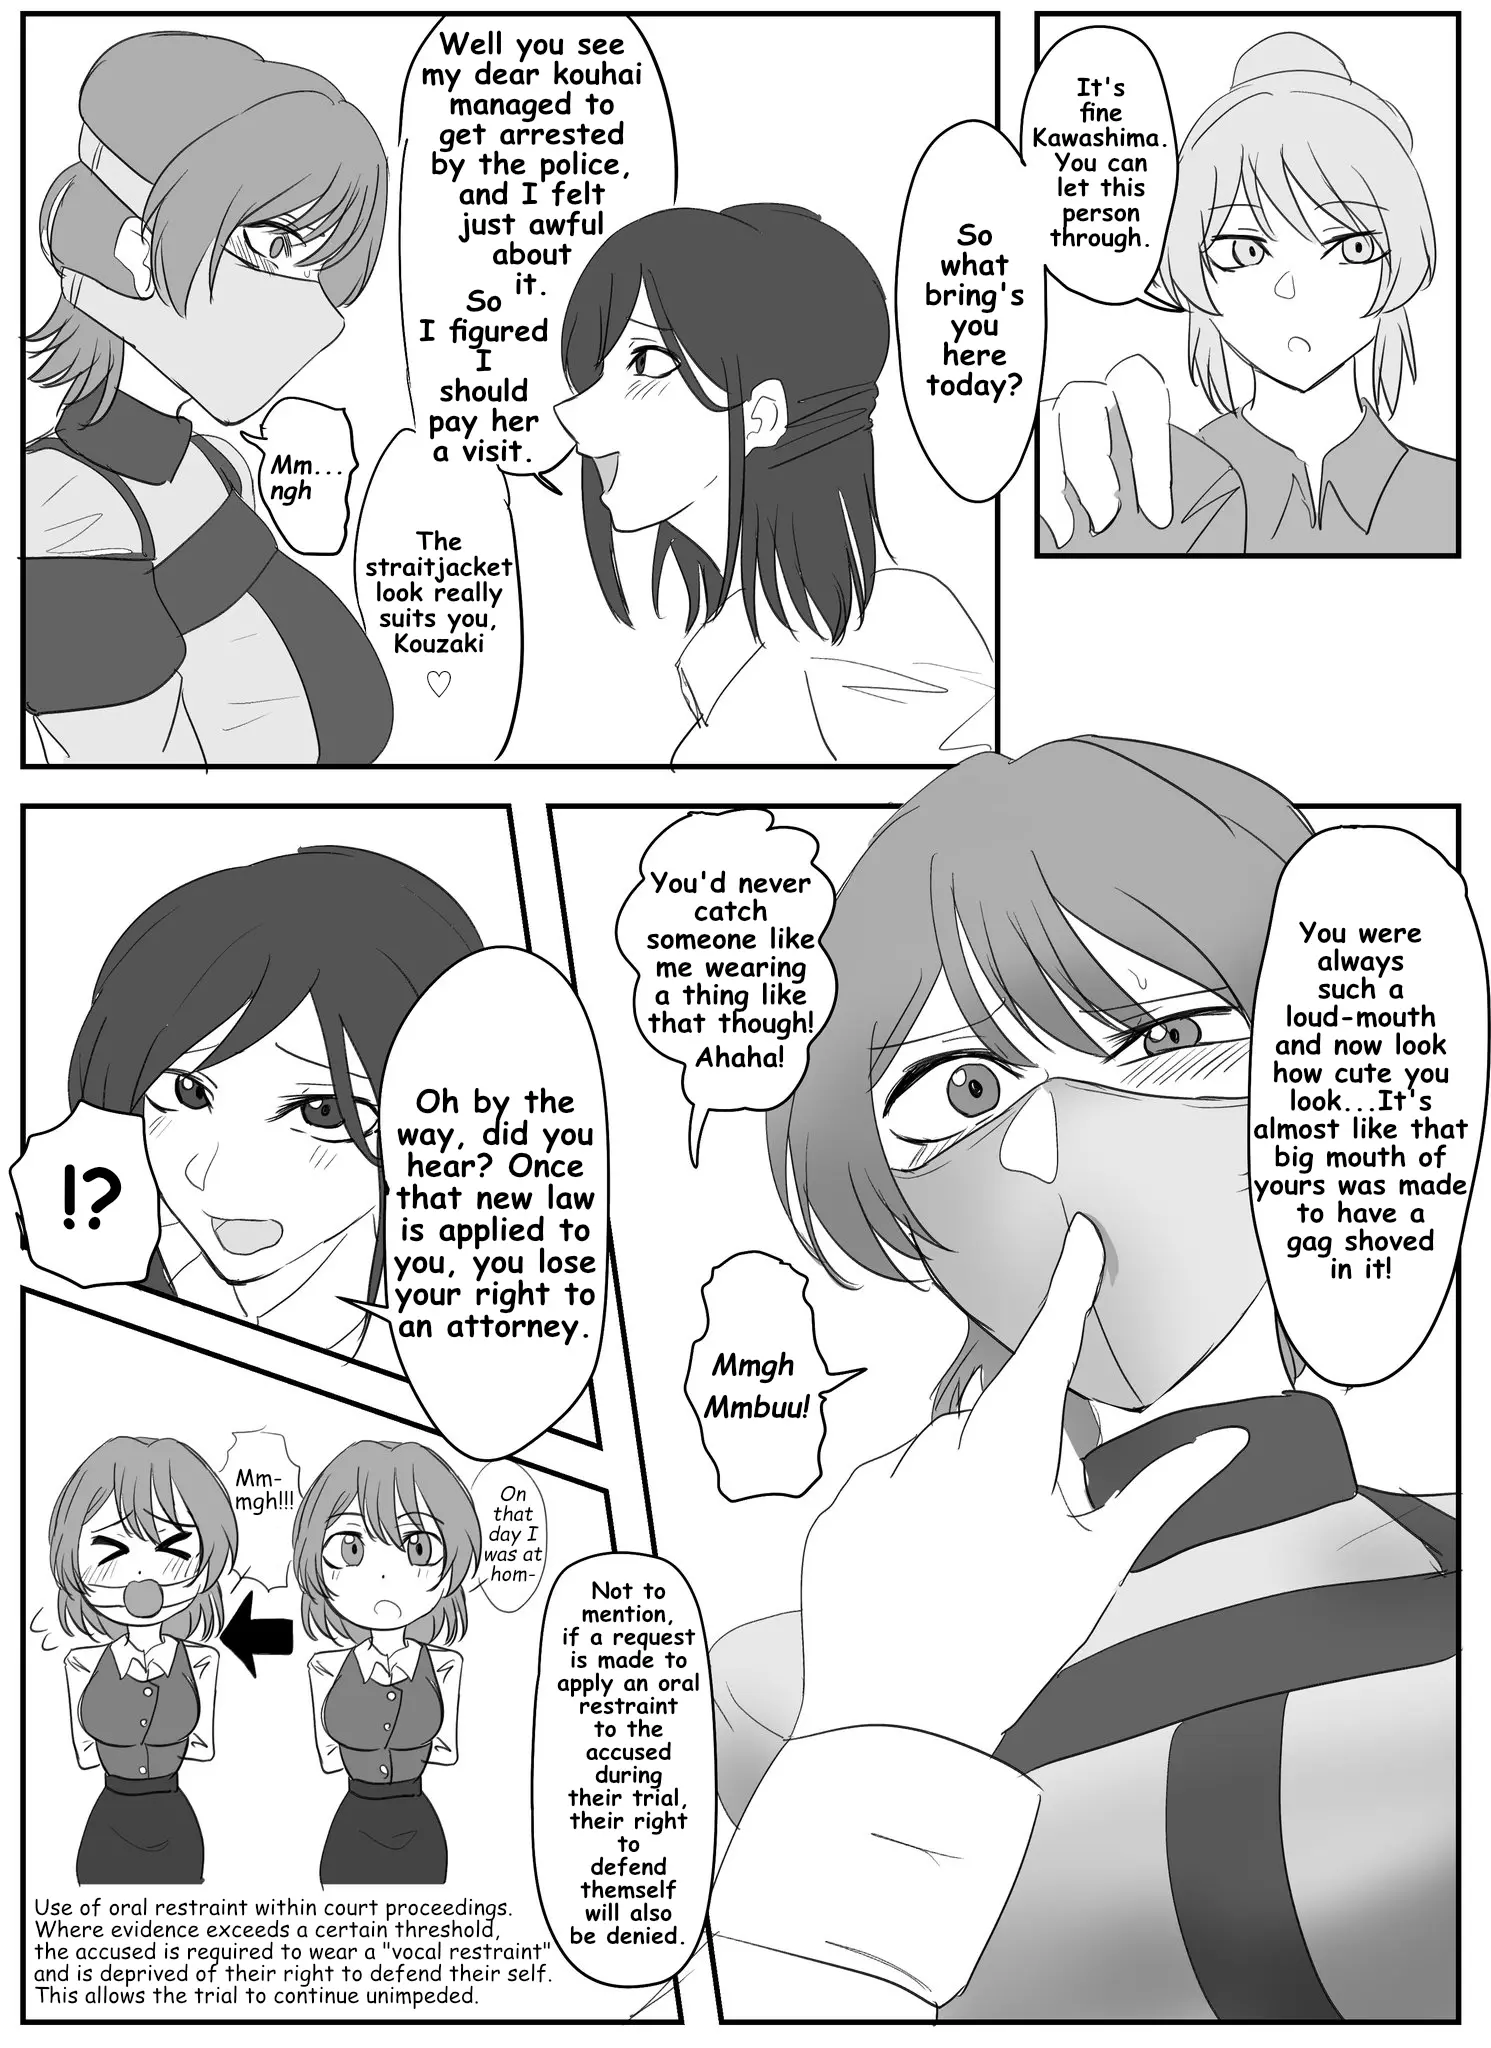 It's
fine
Kawashima.
You can
let this
person
through.
So
what
bring's
you
here
today?
Well you see
my dear kouhai
managed to
get arrested
by the police,
and I felt
just awful
about
it.
So
I figured
I
should
pay her
a visit.
Mm...
ngh
The
straitjacket
look really
suits you,
Kouzaki
♡
You were
always
such a
loud-mouth
and now look
how cute you
look...It's
almost like that
big mouth of
yours was made
to have a
gag shoved
in it!
You'd never
catch
someone like
me wearing
a thing like
that though!
Ahaha!
Mmgh
Mmbuu!
Oh by the
way, did you
hear? Once
that new law
is applied to
you, you lose
your right to
an attorney.
!?
Not to
mention,
if a request
is made to
apply an oral
restraint
to the
accused
during
their trial,
their right
to
defend
themself
will also
be denied.
On
that
day I
was at
hom-
Mm-
mgh!!!
Use of oral restraint within court proceedings.
Where evidence exceeds a certain threshold,
the accused is required to wear a "vocal restraint"
and is deprived of their right to defend their self.
This allows the trial to continue unimpeded.